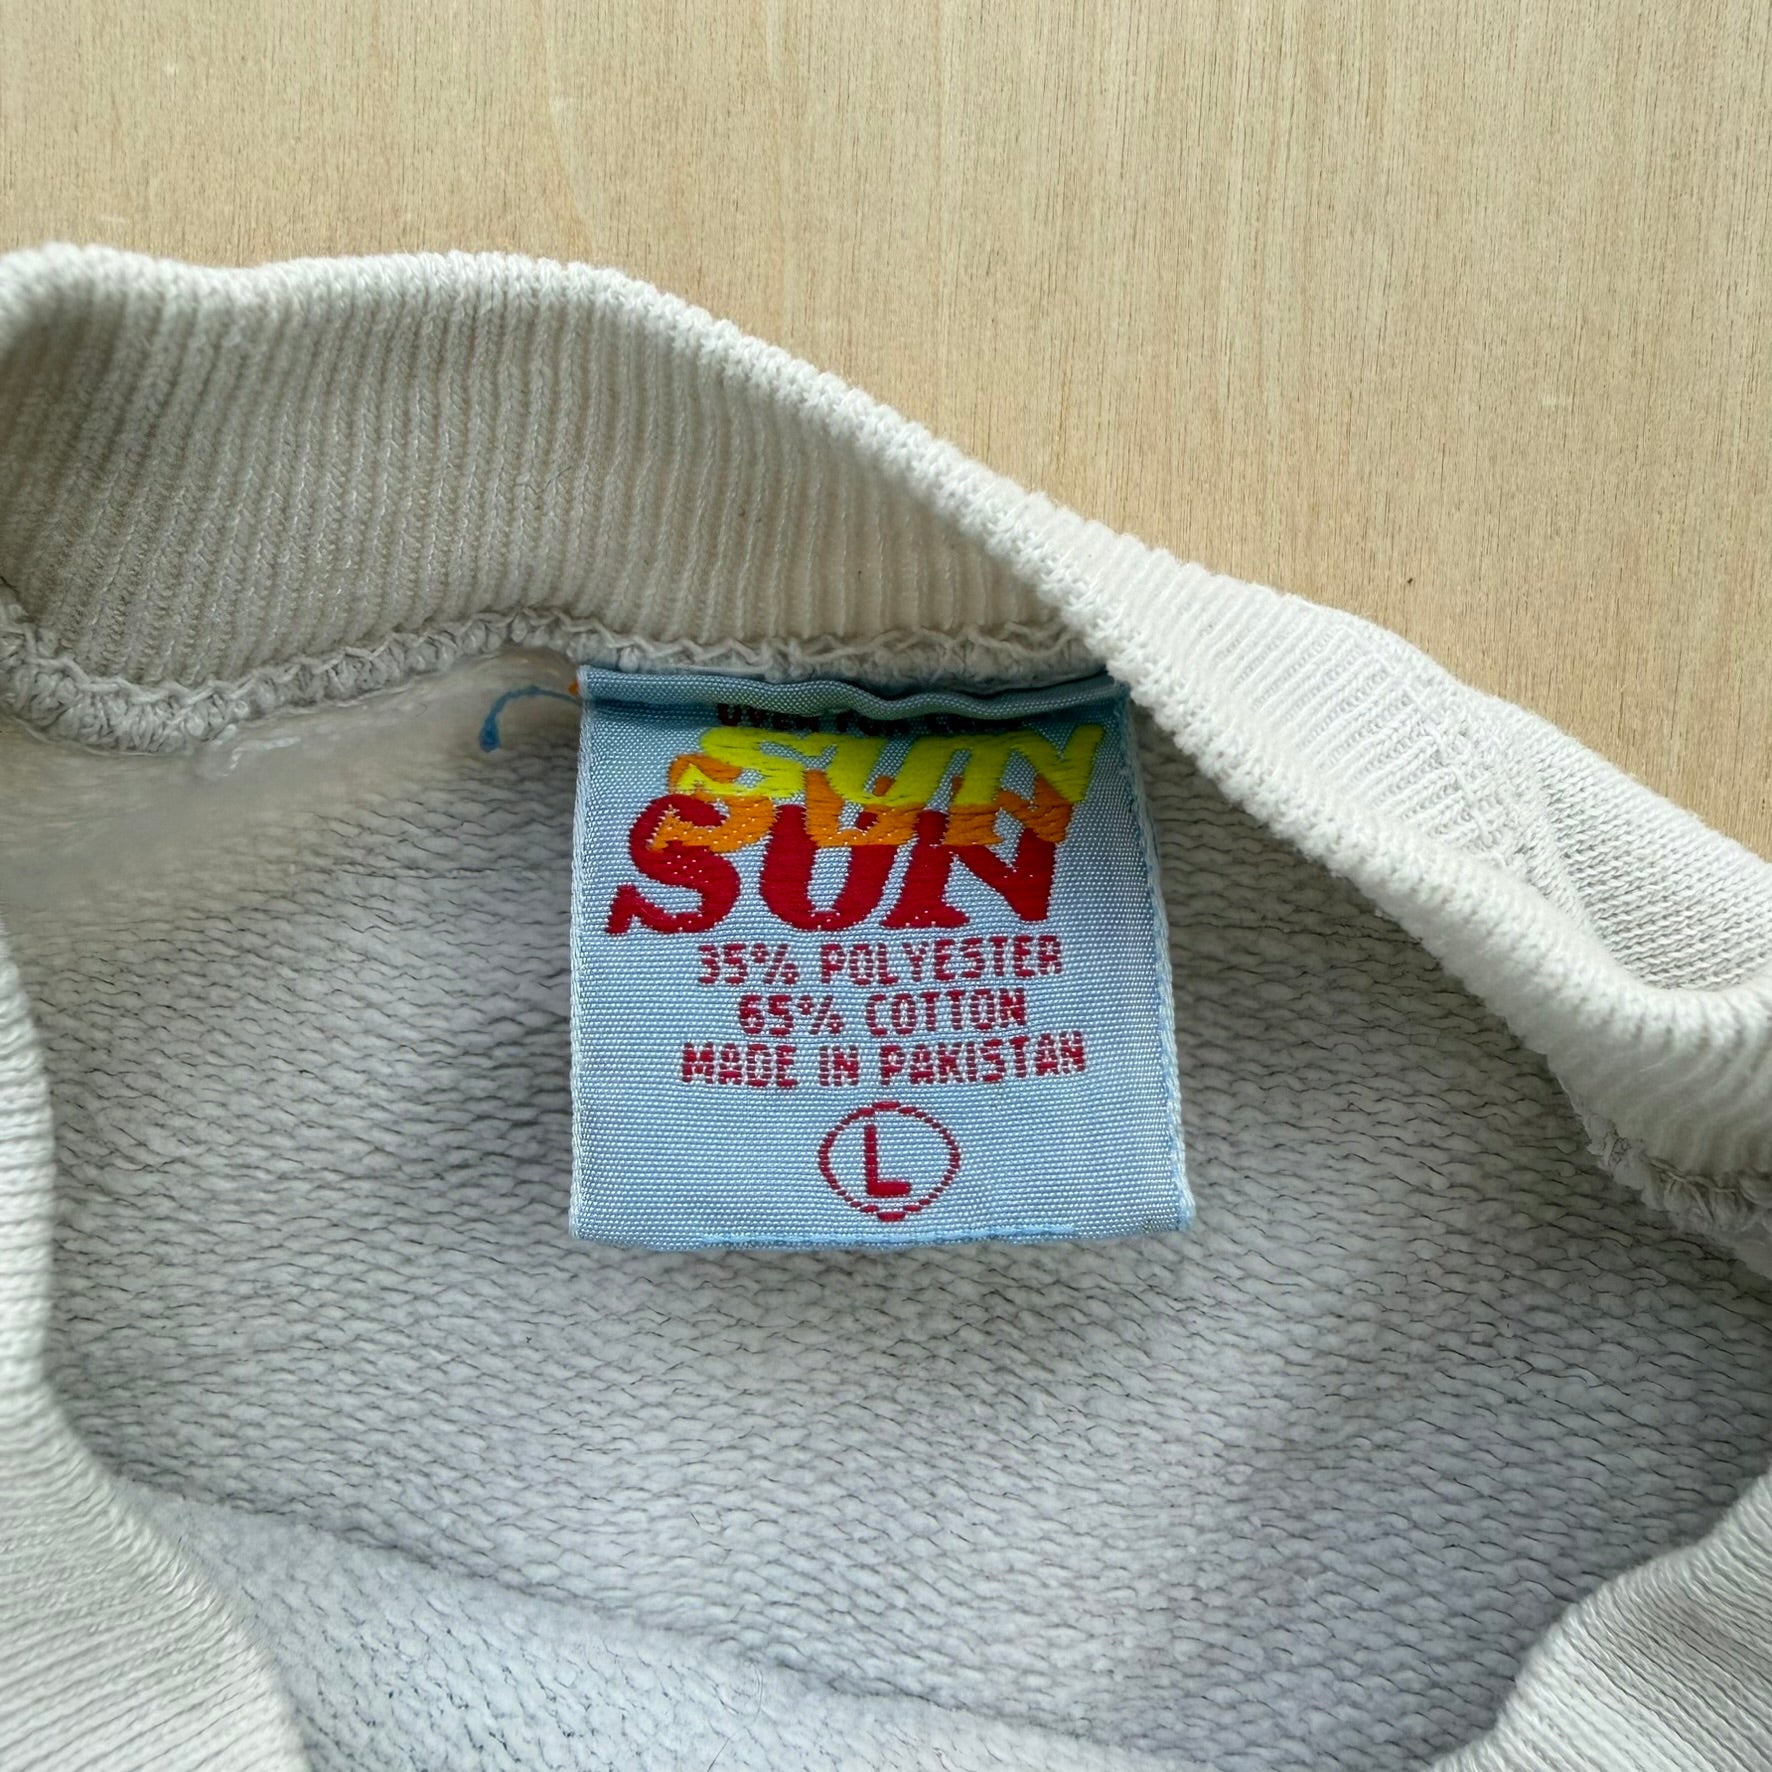 SUN
SUN
SUN
35% POLYESTER
65% COTTON
MADE IN PAKISTAN
L